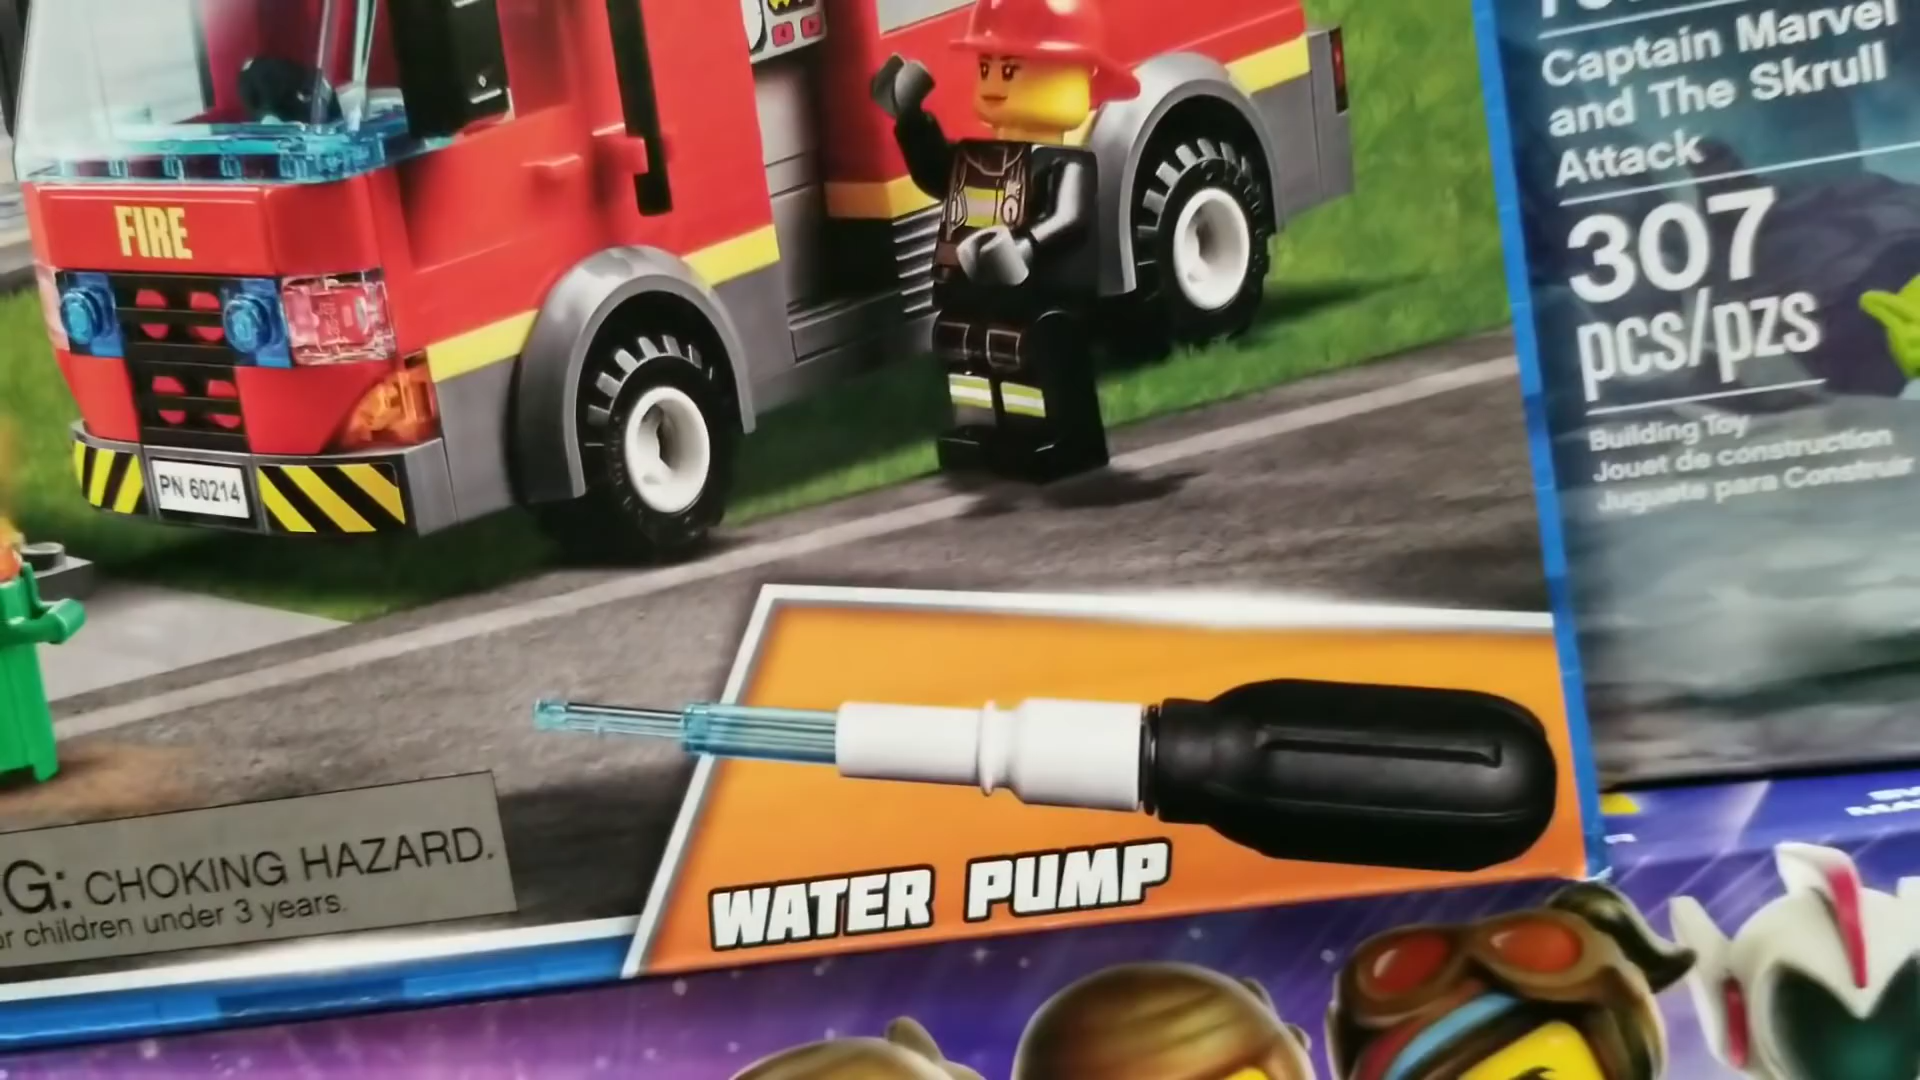 FIRE
PN 60214
CHOKING HAZARD.
children under 3 years.
WATER PUMP
Captain Marvel
and The Skrull
Attack
307
pcs/pzs
Building Toy
Jouet de construction
Juguete para Construir